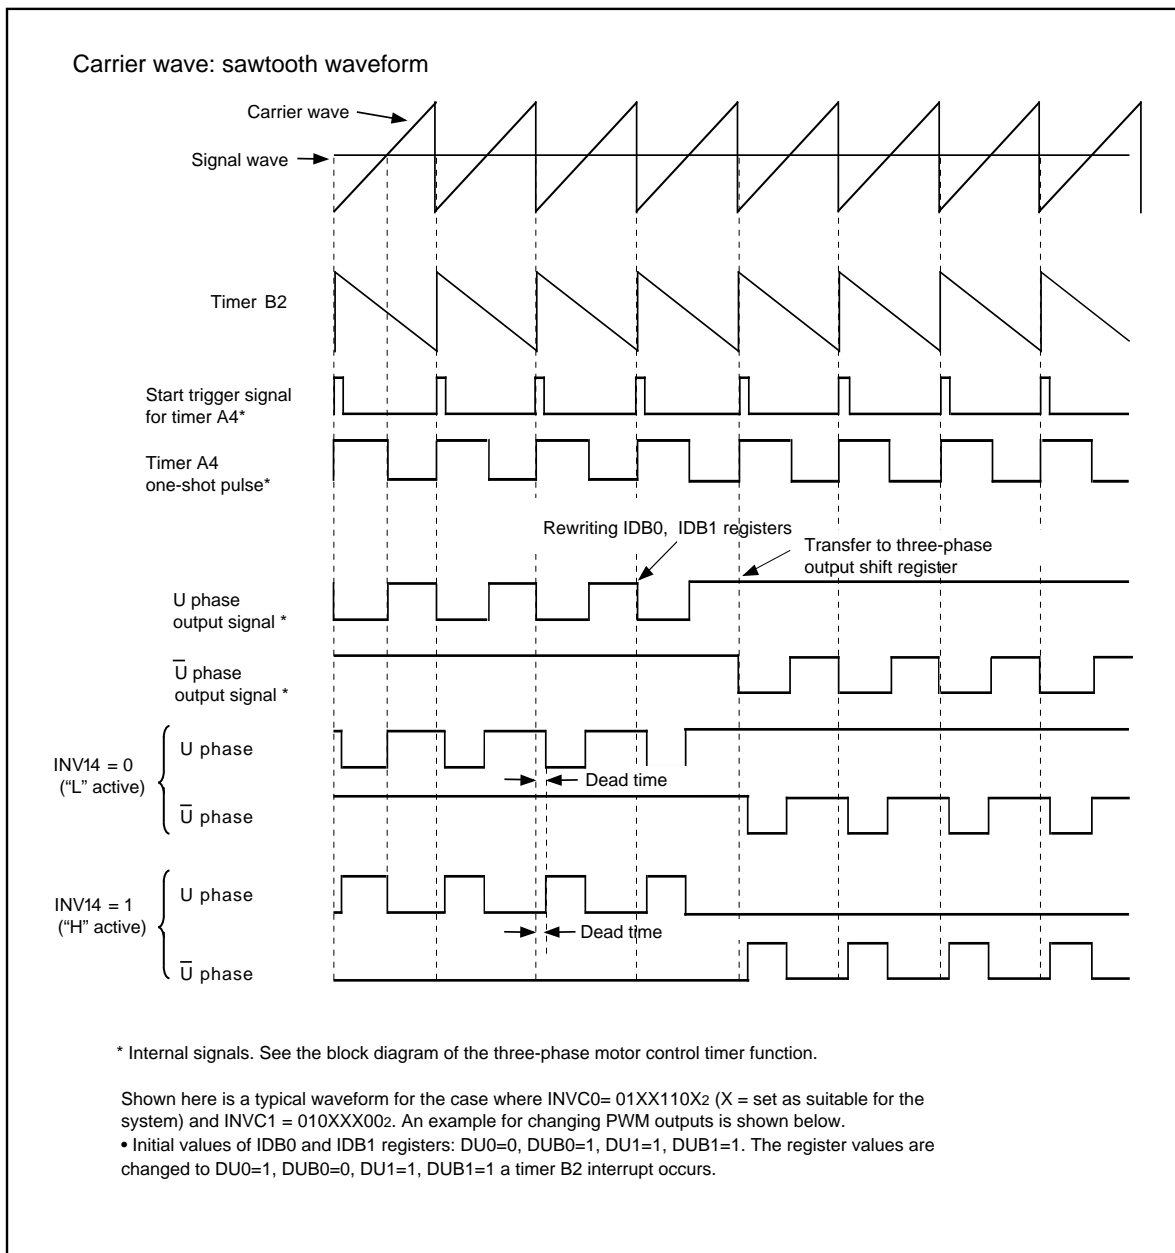 Carrier wave: sawtooth waveform
Carrier wave
Signal wave
Timer B2
Start trigger signal
for timer A4*
Timer A4
one-shot pulse*
Rewriting IDB0, IDB1 registers
Transfer to three-phase
output shift register
U phase
output signal *
U̅ phase
output signal *
INV14 = 0
(“L” active)
U phase
Dead time
U̅ phase
INV14 = 1
(“H” active)
U phase
Dead time
U̅ phase
* Internal signals. See the block diagram of the three-phase motor control timer function.
Shown here is a typical waveform for the case where INVC0= 01XX110X₂ (X = set as suitable for the
system) and INVC1 = 010XXX00₂. An example for changing PWM outputs is shown below.
• Initial values of IDB0 and IDB1 registers: DU0=0, DUB0=1, DU1=1, DUB1=1. The register values are
changed to DU0=1, DUB0=0, DU1=1, DUB1=1 a timer B2 interrupt occurs.